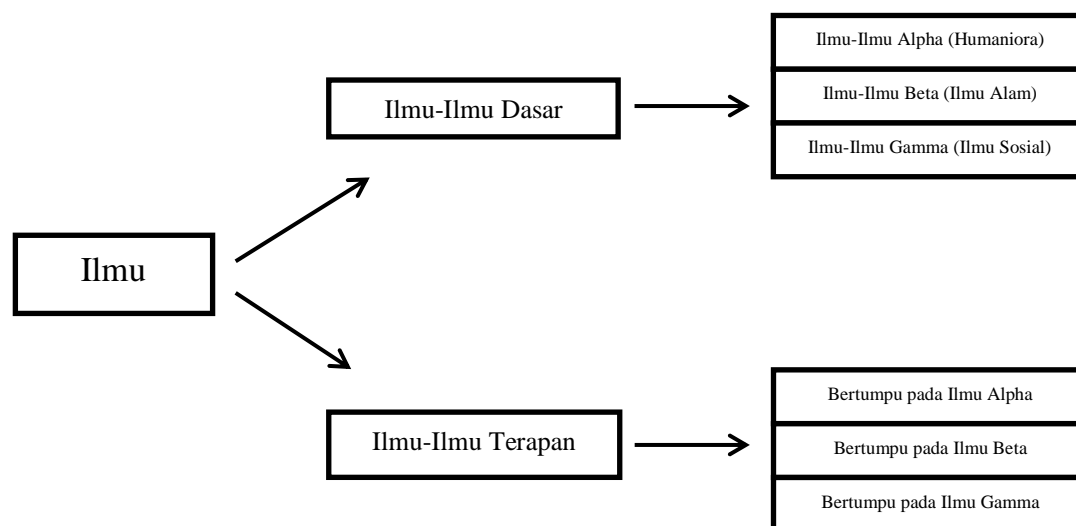 Ilmu
Ilmu-Ilmu Dasar
Ilmu-Ilmu Alpha (Humaniora)
Ilmu-Ilmu Beta (Ilmu Alam)
Ilmu-Ilmu Gamma (Ilmu Sosial)
Ilmu-Ilmu Terapan
Bertumpu pada Ilmu Alpha
Bertumpu pada Ilmu Beta
Bertumpu pada Ilmu Gamma